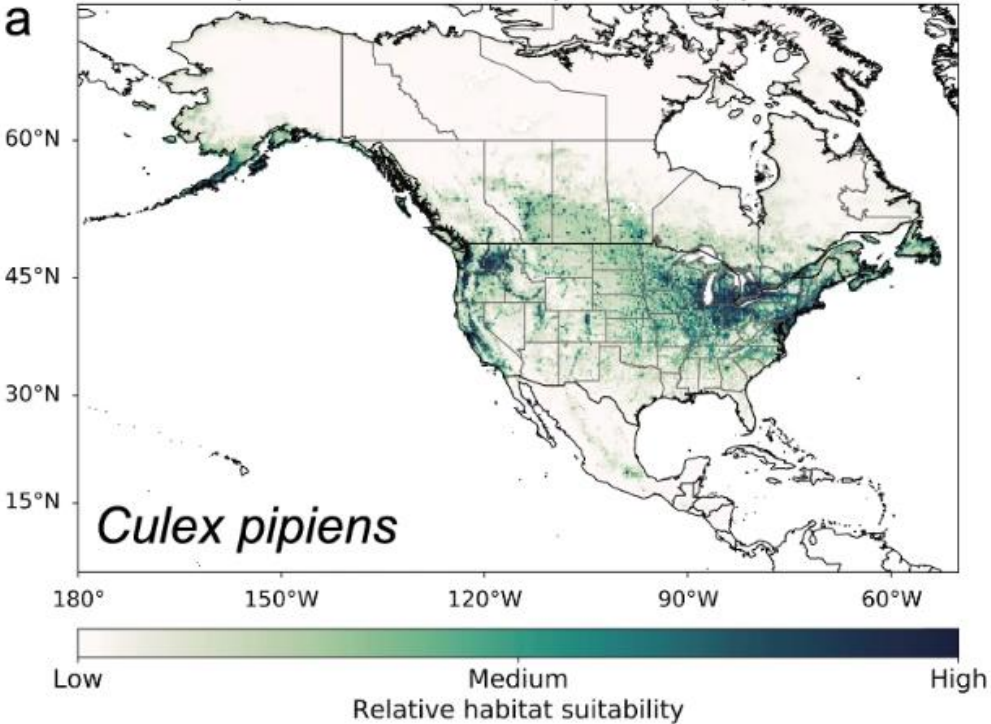 a
60°N
45°N
30°N
15°N
Culex pipiens
180° 150°W 120°W 90°W 60°W
Low Medium High
Relative habitat suitability